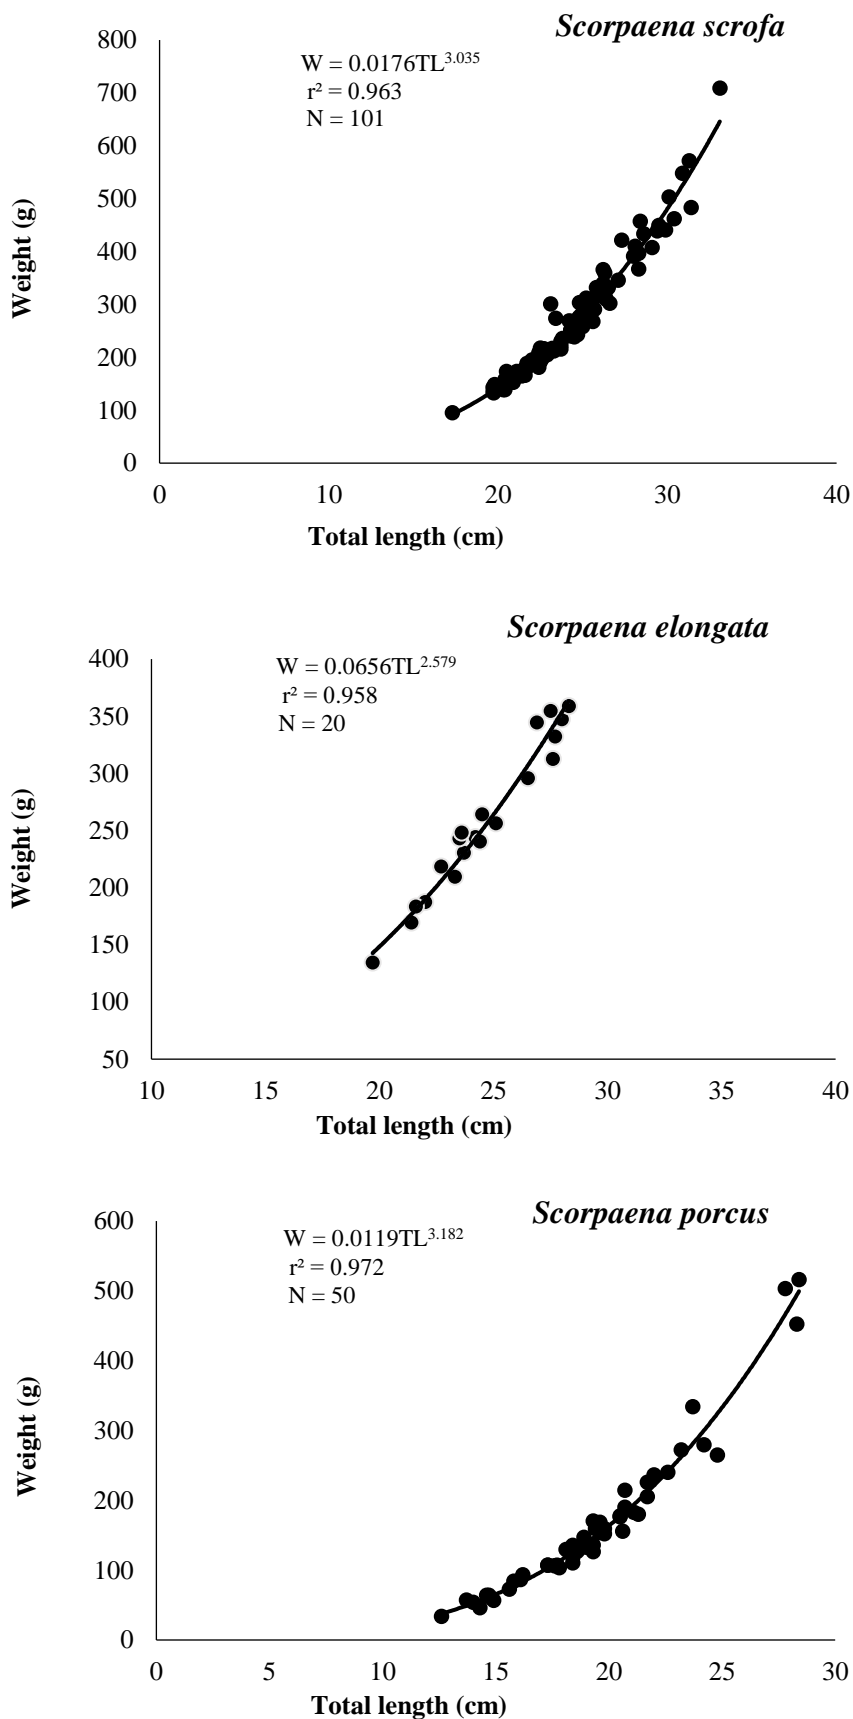 Scorpaena scrofa
W = 0.0176TL3.035
r² = 0.963
N = 101
800
700
600
500
400
300
200
100
0
Weight (g)
0 10 20 30 40
Total length (cm)
Scorpaena elongata
W = 0.0656TL2.579
r² = 0.958
N = 20
400
350
300
250
200
150
100
50
Weight (g)
10 15 20 25 30 35 40
Total length (cm)
Scorpaena porcus
W = 0.0119TL3.182
r² = 0.972
N = 50
600
500
400
300
200
100
0
Weight (g)
0 5 10 15 20 25 30
Total length (cm)